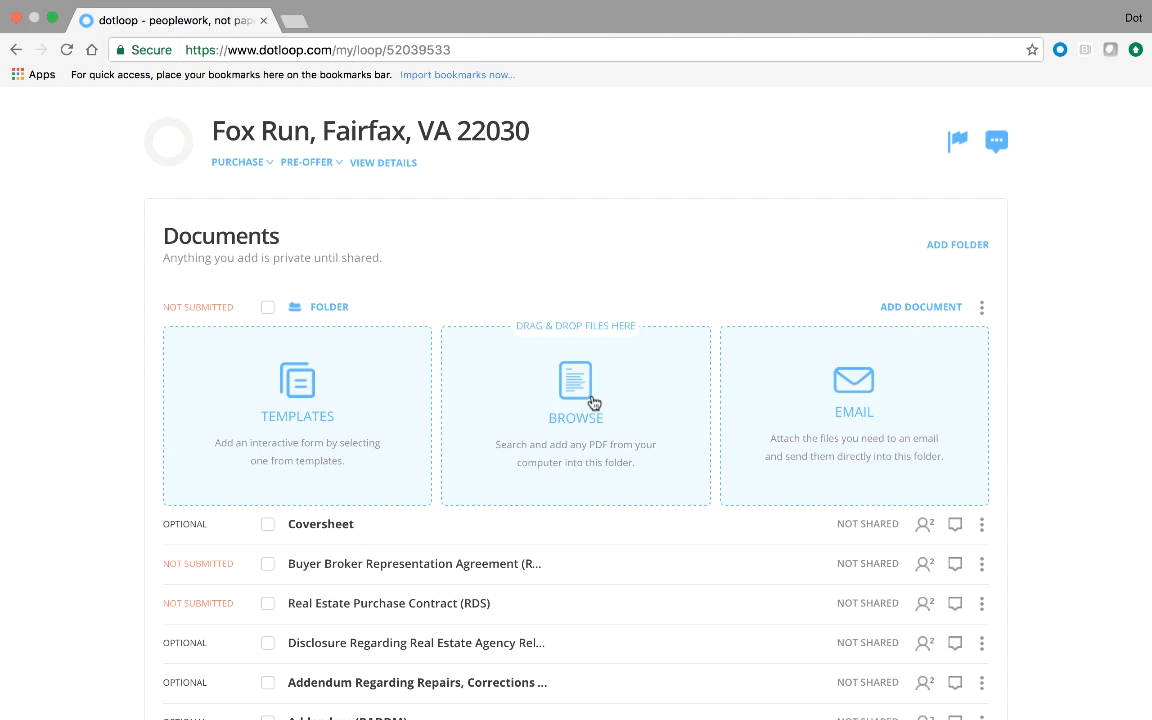 dotloop - peoplework, not pap
Dot
Secure https://www.dotloop.com/my/loop/52039533
Apps For quick access, place your bookmarks here on the bookmarks bar. Import bookmarks now...
Fox Run, Fairfax, VA 22030
PURCHASE PRE-OFFER VIEW DETAILS
Documents
Anything you add is private until shared.
ADD FOLDER
NOT SUBMITTED FOLDER ADD DOCUMENT
DRAG & DROP FILES HERE
TEMPLATES
Add an interactive form by selecting
one from templates.
BROWSE
Search and add any PDF from your
computer into this folder.
EMAIL
Attach the files you need to an email
and send them directly into this folder.
OPTIONAL Coversheet NOT SHARED 2
NOT SUBMITTED Buyer Broker Representation Agreement (R... NOT SHARED 2
NOT SUBMITTED Real Estate Purchase Contract (RDS) NOT SHARED 2
OPTIONAL Disclosure Regarding Real Estate Agency Rel... NOT SHARED 2
OPTIONAL Addendum Regarding Repairs, Corrections ... NOT SHARED 2